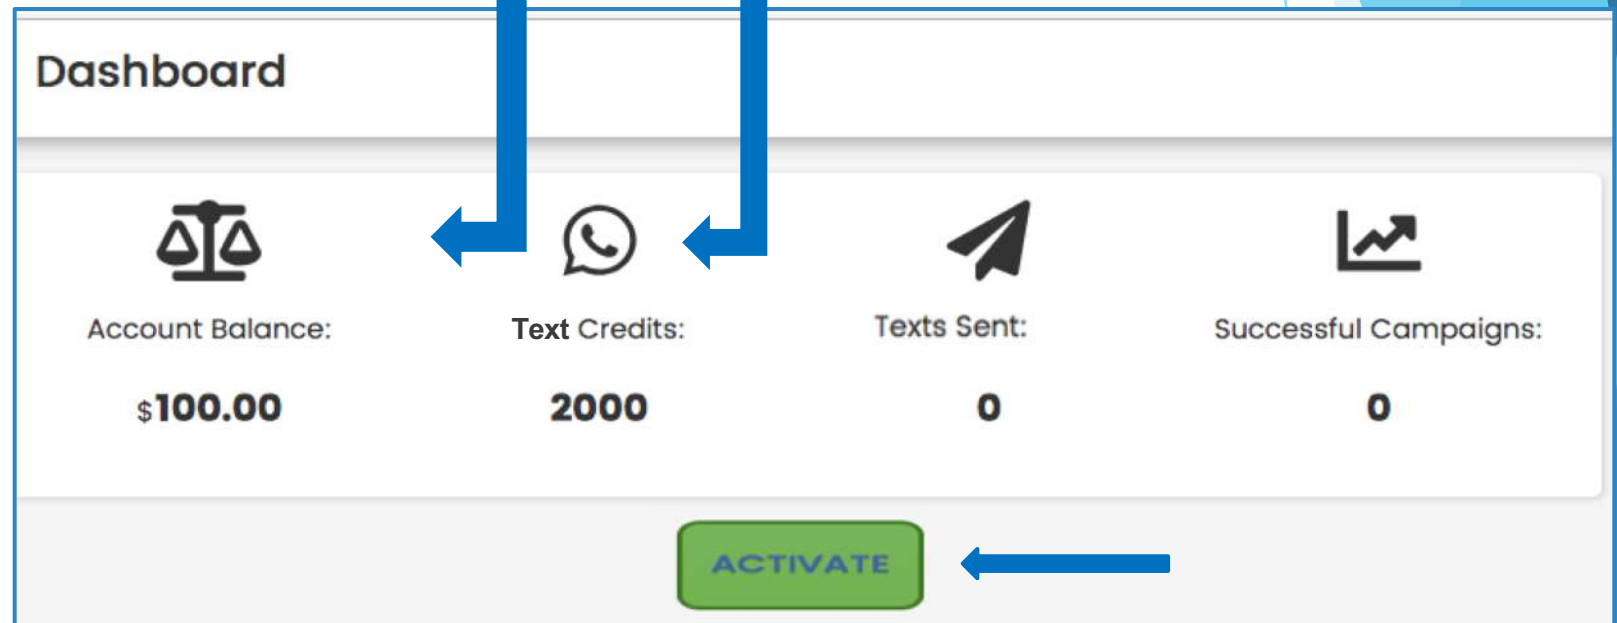 Dashboard
Account Balance: Text Credits: Texts Sent: Successful Campaigns:
$100.00 2000 0 0
ACTIVATE